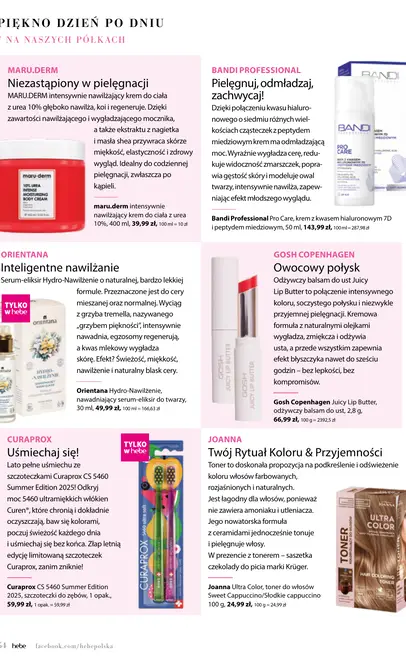 PIĘKNO DZIEŃ PO DNIU
NA NASZYCH PÓŁKACH
MARU.DERM
Niezastąpiony w pielęgnacji
MARU.DERM intensywnie nawilżający krem do ciała
z urea 10% głęboko nawilża, koi i regeneruje. Dzięki
zawartości nawilżającego i wygładzającego mocznika,
a także ekstraktu z nagietka
i masła shea przywraca skórze
miękkość, elastyczność i zdrowy
wygląd. Idealny do codziennej
pielęgnacji, zwłaszcza po
kąpieli.
maru.derm intensywnie
nawilżający krem do ciała z urea
10%, 400 ml, 39,99 zł, 100 ml = 10 zł
maru·derm
10% UREA
INTENSE
MOISTURIZING
BODY CREAM
BANDI PROFESSIONAL
Pielęgnuj, odmładzaj,
zachwycaj!
Dzięki połączeniu kwasu hialuro-
nowego o siedmiu różnych wiel-
kościach cząsteczek z peptydem
miedziowym krem ma odmładzającą
moc. Wyraźnie wygładza cerę, redu-
kuje widoczność zmarszczek, popra-
wia gęstość skóry i modeluje owal
twarzy, intensywnie nawilża, zapew-
niając efekt młodszego wyglądu.
Bandi Professional Pro Care, krem z kwasem hialuronowym 7D
i peptydem miedziowym, 50 ml, 143,99 zł, 100 ml = 287,98 zł
BANDI
PRO
CARE
ORIENTANA
Inteligentne nawilżanie
Serum-eliksir Hydro-Nawilżenie o naturalnej, bardzo lekkiej
formule. Przeznaczone jest do cery
mieszanej oraz normalnej. Wyciąg
z grzyba tremella, nazywanego
„grzybem piękności", intensywnie
nawadnia, egzosomy regenerują,
a kwas mlekowy wygładza
skórę. Efekt? Świeżość, miękkość,
nawilżenie i naturalny blask cery.
Orientana Hydro-Nawilżenie,
nawadniający serum-eliksir do twarzy,
30 ml, 49,99 zł, 100 ml = 166,63 zł
TYLKO
w hebe
orientana
HYDRO
NAWILŻENIE
GOSH COPENHAGEN
Owocowy połysk
Odżywczy balsam do ust Juicy
Lip Butter to połączenie intensywnego
koloru, soczystego połysku i niezwykle
przyjemnej pielęgnacji. Kremowa
formuła z naturalnymi olejkami
wygładza, zmiękcza i odżywia
usta, a przede wszystkim zapewnia
efekt błyszczyka nawet do sześciu
godzin – bez lepkości, bez
kompromisów.
Gosh Copenhagen Juicy Lip Butter,
odżywczy balsam do ust, 2,8 g,
66,99 zł, 100 g = 2392,5 zł
CURAPROX
Uśmiechaj się!
Lato pełne uśmiechu ze
szczoteczkami Curaprox CS 5460
Summer Edition 2025! Odkryj
moc 5460 ultramiękkich włókien
Curen®, które chronią i dokładnie
oczyszczają, baw się kolorami,
poczuj świeżość każdego dnia
i uśmiechaj się bez końca. Złap letnią
edycję limitowaną szczoteczek
Curaprox, zanim zniknie!
Curaprox CS 5460 Summer Edition
2025, szczoteczki do zębów, 1 opak.,
59,99 zł, 1 opak. = 59,99 zł
TYLKO
w hebe
CURAPROX
JOANNA
Twój Rytuał Koloru & Przyjemności
Toner to doskonała propozycja na podkreślenie i odświeżenie
koloru włosów farbowanych,
rozjaśnionych i naturalnych.
Jest łagodny dla włosów, ponieważ
nie zawiera amoniaku i utleniacza.
Jego nowatorska formuła
z ceramidami jednocześnie tonuje
i pielęgnuje włosy.
W prezencie z tonerem – saszetka
czekolady do picia marki Krüger.
Joanna Ultra Color, toner do włosów
Sweet Cappuccino/Słodkie cappuccino
100 g, 24,99 zł, 100 g = 24,99 zł
TONER
ULTRA
COLOR
HAIR COLORING
TONER
hebe facebook.com/hebepolska